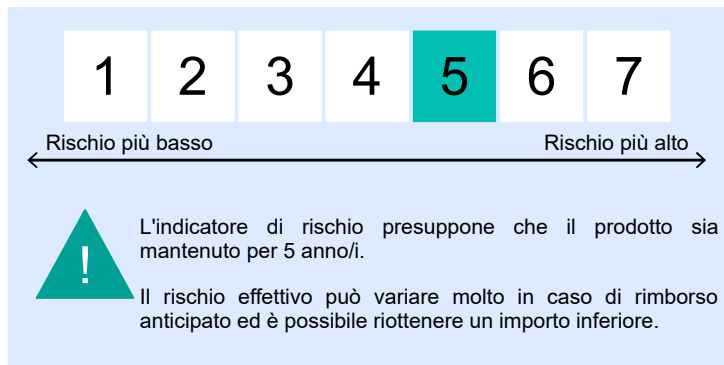 1 2 3 4 5 6 7
Rischio più basso Rischio più alto
!
L'indicatore di rischio presuppone che il prodotto sia
mantenuto per 5 anno/i.
Il rischio effettivo può variare molto in caso di rimborso
anticipato ed è possibile riottenere un importo inferiore.